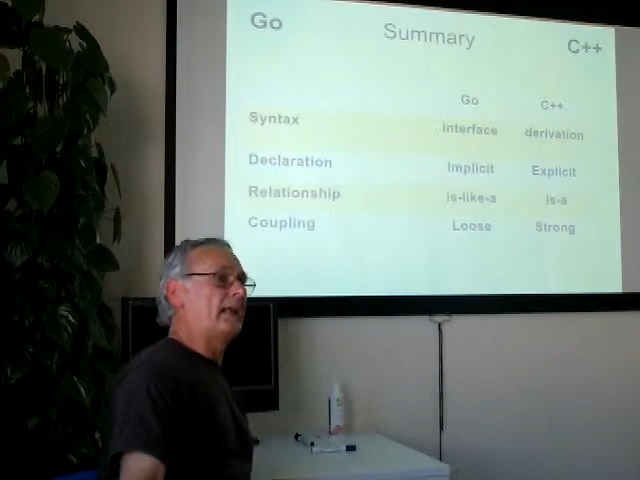 Go Summary C++
Go C++
Syntax interface derivation
Declaration Implicit Explicit
Relationship is-like-a is-a
Coupling Loose Strong